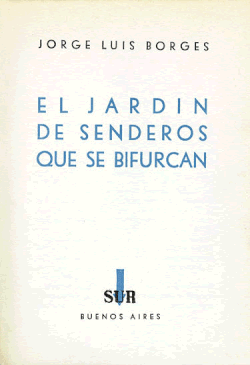 JORGE LUIS BORGES
EL JARDIN
DE SENDEROS
QUE SE BIFURCAN
SUR
BUENOS AIRES